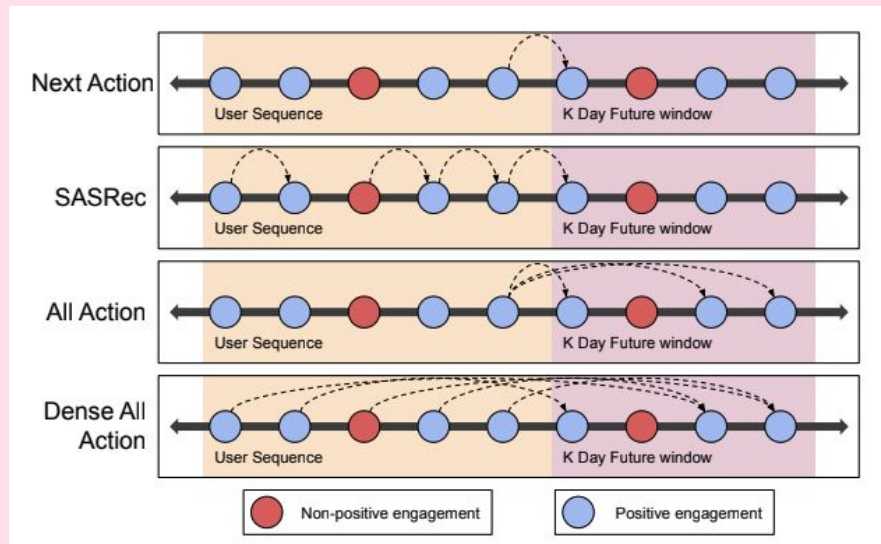 Next Action
User Sequence
K Day Future window
SASRec
User Sequence
K Day Future window
All Action
User Sequence
K Day Future window
Dense All
Action
User Sequence
K Day Future window
Non-positive engagement
Positive engagement